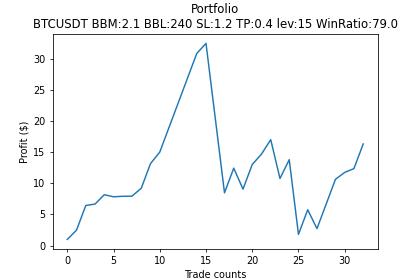 Portfolio
BTCUSDT BBM:2.1 BBL:240 SL:1.2 TP:0.4 lev:15 WinRatio:79.0
30
25
20
15
10
5
0
Profit ($)
0 5 10 15 20 25 30
Trade counts